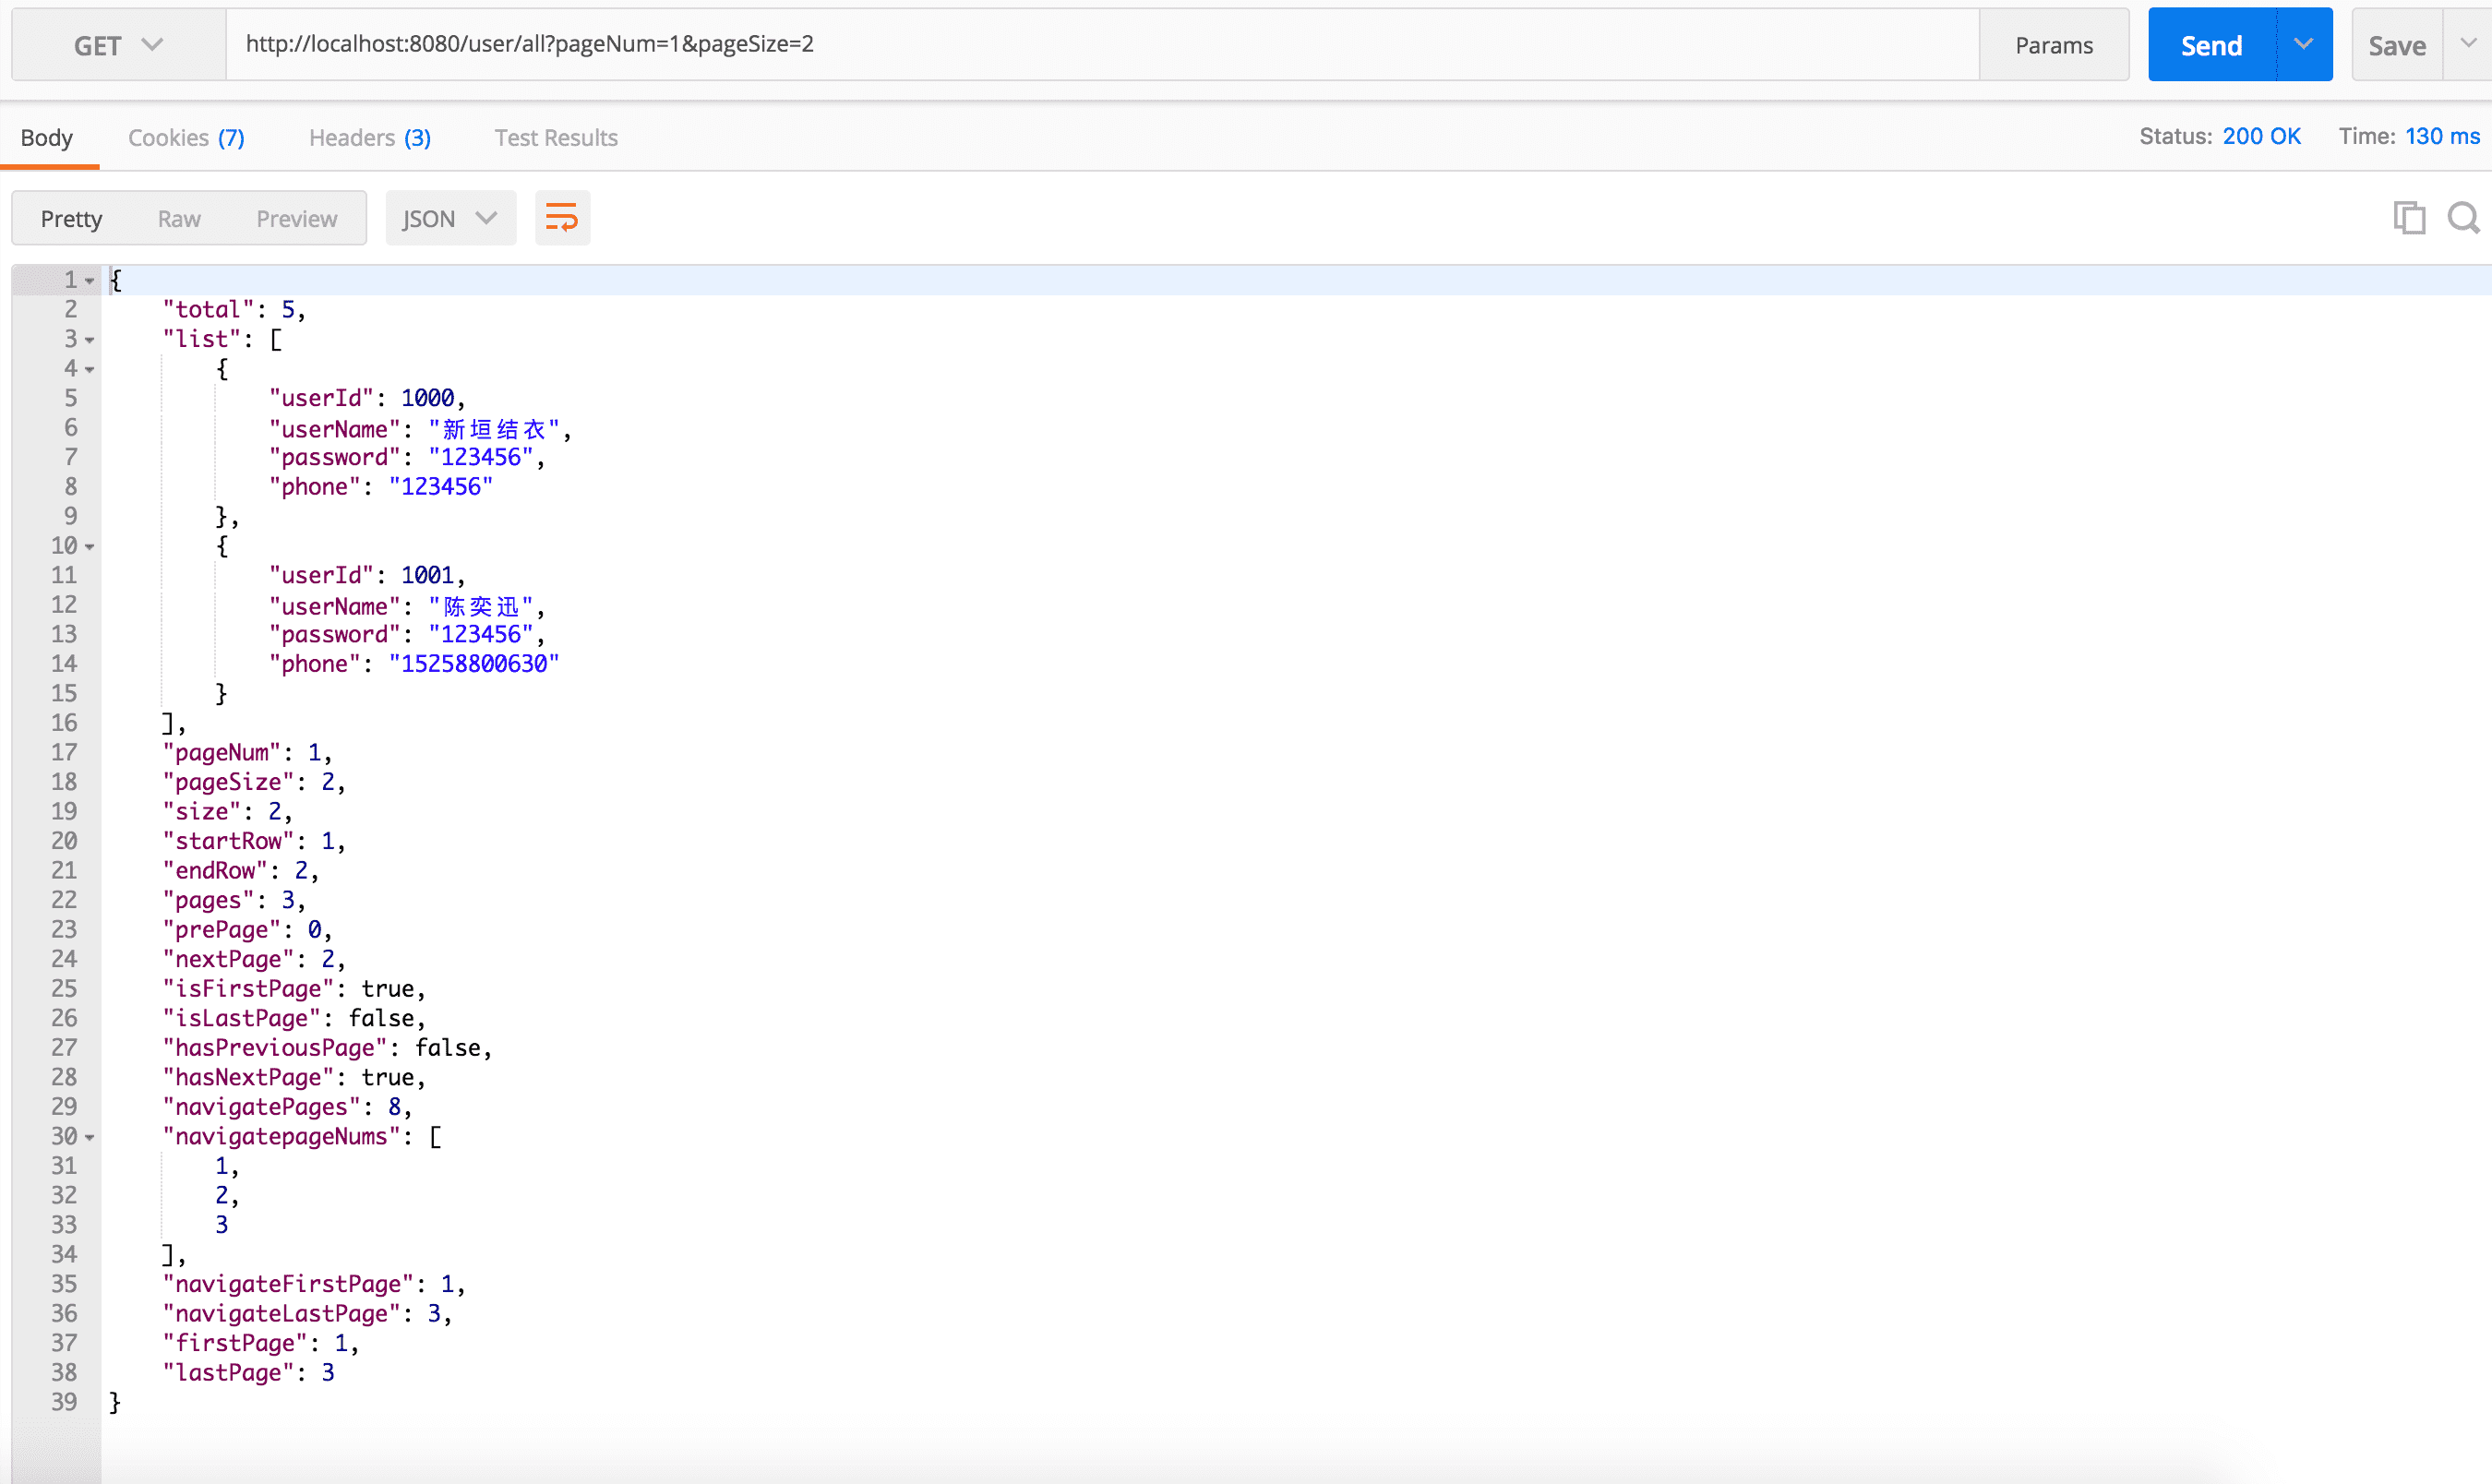 GET http://localhost:8080/user/all?pageNum=1&pageSize=2 Params Send Save
Body Cookies (7) Headers (3) Test Results Status: 200 OK Time: 130 ms
Pretty Raw Preview JSON
1 {
2 "total": 5,
3 "list": [
4 {
5 "userId": 1000,
6 "userName": "新垣结衣",
7 "password": "123456",
8 "phone": "123456"
9 },
10 {
11 "userId": 1001,
12 "userName": "陈奕迅",
13 "password": "123456",
14 "phone": "15258800630"
15 }
16 ],
17 "pageNum": 1,
18 "pageSize": 2,
19 "size": 2,
20 "startRow": 1,
21 "endRow": 2,
22 "pages": 3,
23 "prePage": 0,
24 "nextPage": 2,
25 "isFirstPage": true,
26 "isLastPage": false,
27 "hasPreviousPage": false,
28 "hasNextPage": true,
29 "navigatePages": 8,
30 "navigatepageNums": [
31 1,
32 2,
33 3
34 ],
35 "navigateFirstPage": 1,
36 "navigateLastPage": 3,
37 "firstPage": 1,
38 "lastPage": 3
39 }